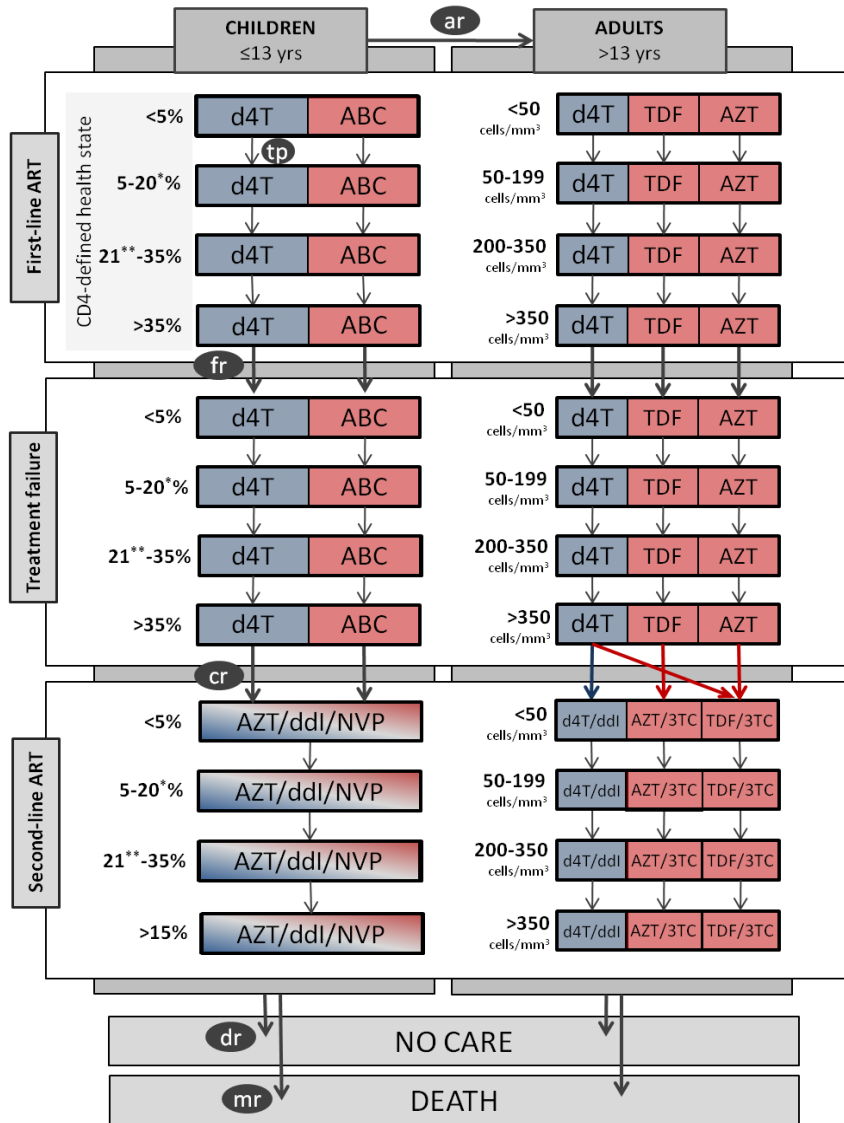 CHILDREN
≤13 yrs
ar
ADULTS
>13 yrs
First-line ART
CD4-defined health state
<5%
d4T ABC
tp
5-20*%
d4T ABC
21**-35%
d4T ABC
>35%
d4T ABC
<50
cells/mm³
d4T TDF AZT
50-199
cells/mm³
d4T TDF AZT
200-350
cells/mm³
d4T TDF AZT
>350
cells/mm³
d4T TDF AZT
fr
Treatment failure
<5%
d4T ABC
5-20*%
d4T ABC
21**-35%
d4T ABC
>35%
d4T ABC
<50
cells/mm³
d4T TDF AZT
50-199
cells/mm³
d4T TDF AZT
200-350
cells/mm³
d4T TDF AZT
>350
cells/mm³
d4T TDF AZT
cr
Second-line ART
<5%
AZT/ddI/NVP
5-20*%
AZT/ddI/NVP
21**-35%
AZT/ddI/NVP
>15%
AZT/ddI/NVP
<50
cells/mm³
d4T/ddI AZT/3TC TDF/3TC
50-199
cells/mm³
d4T/ddI AZT/3TC TDF/3TC
200-350
cells/mm³
d4T/ddI AZT/3TC TDF/3TC
>350
cells/mm³
d4T/ddI AZT/3TC TDF/3TC
dr
NO CARE
mr
DEATH